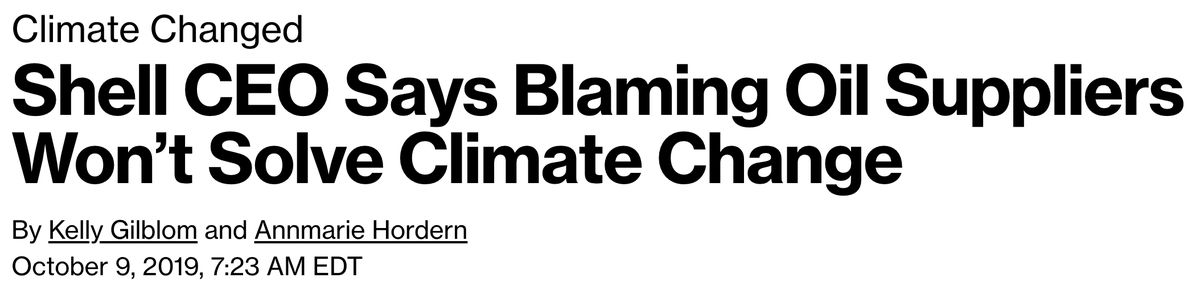 Climate Changed
Shell CEO Says Blaming Oil Suppliers
Won’t Solve Climate Change
By Kelly Gilblom and Annmarie Hordern
October 9, 2019, 7:23 AM EDT